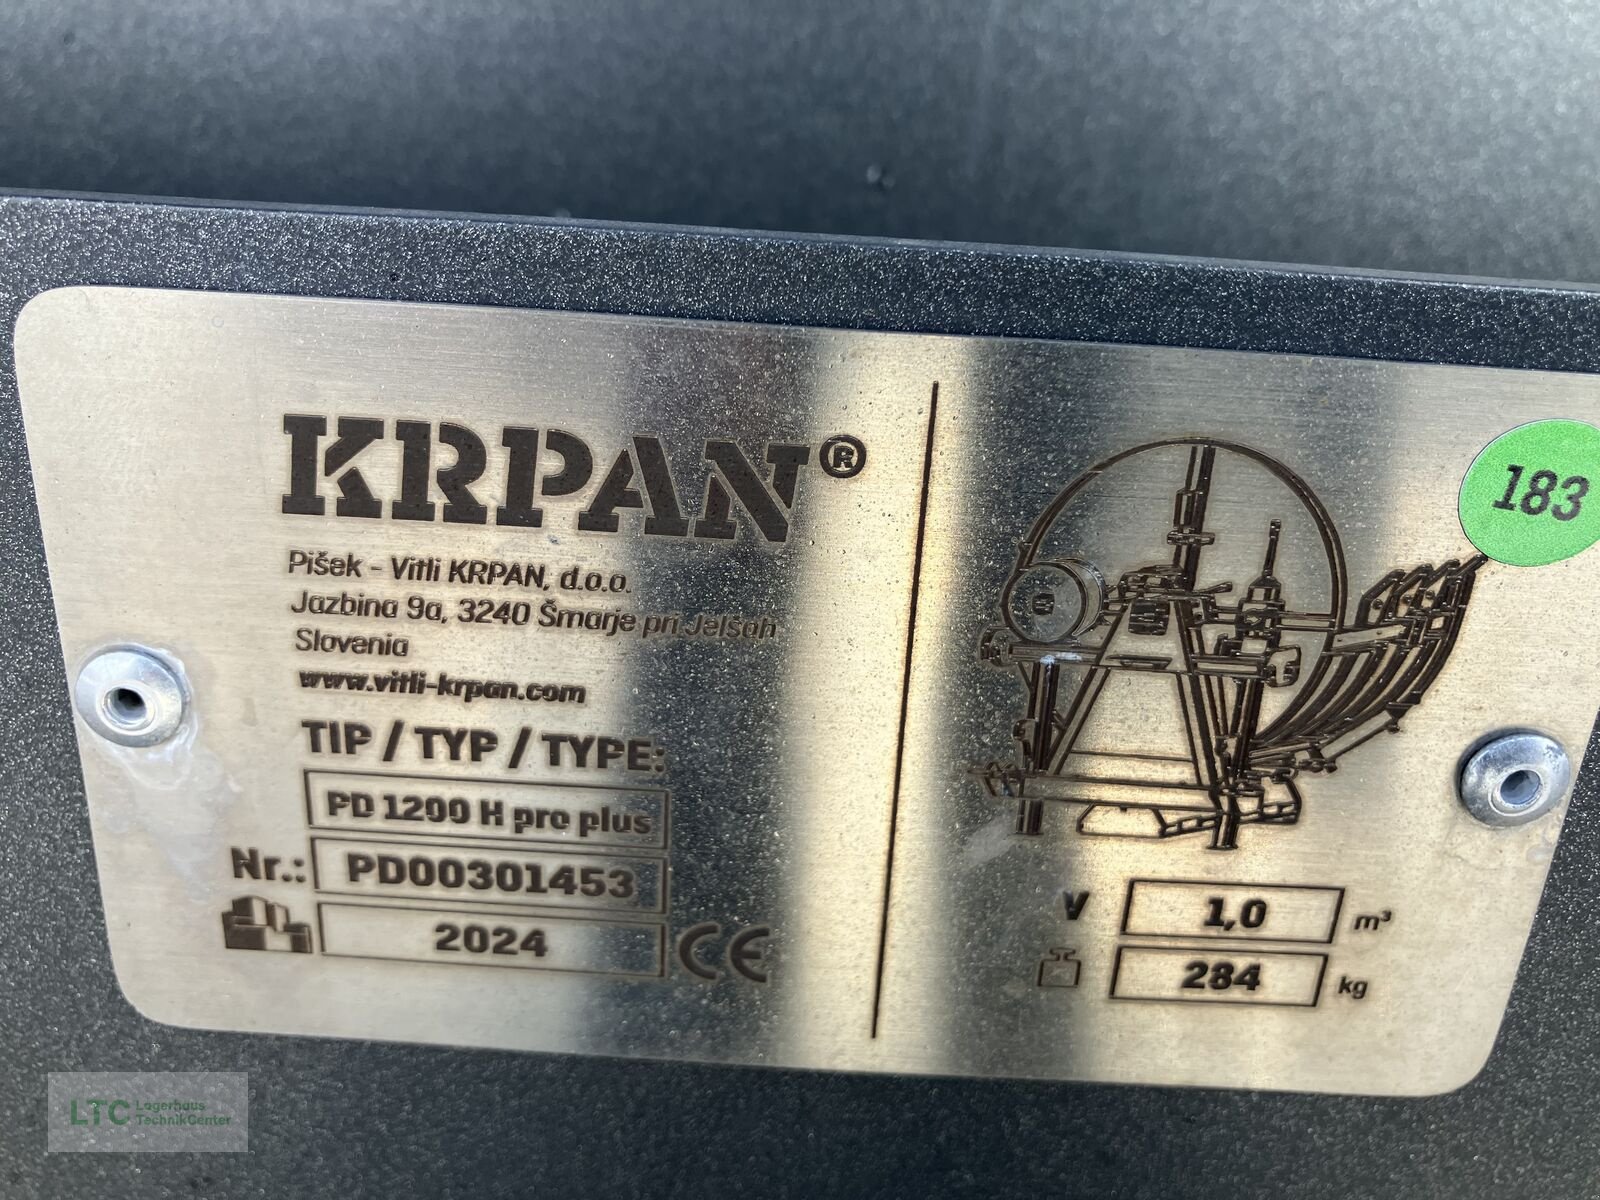 KRPAN®
Pišek - Vitli KRPAN, d.o.o.
Jazbina 9a, 3240 Šmarje pri Jelšah
Slovenia
www.vitli-krpan.com
TIP / TYP / TYPE:
PD 1200 H pro plus
Nr.: PD00301453
2024 CE
183
V 1,0 m³
284 kg
LTC Lagerhaus
TechnikCenter